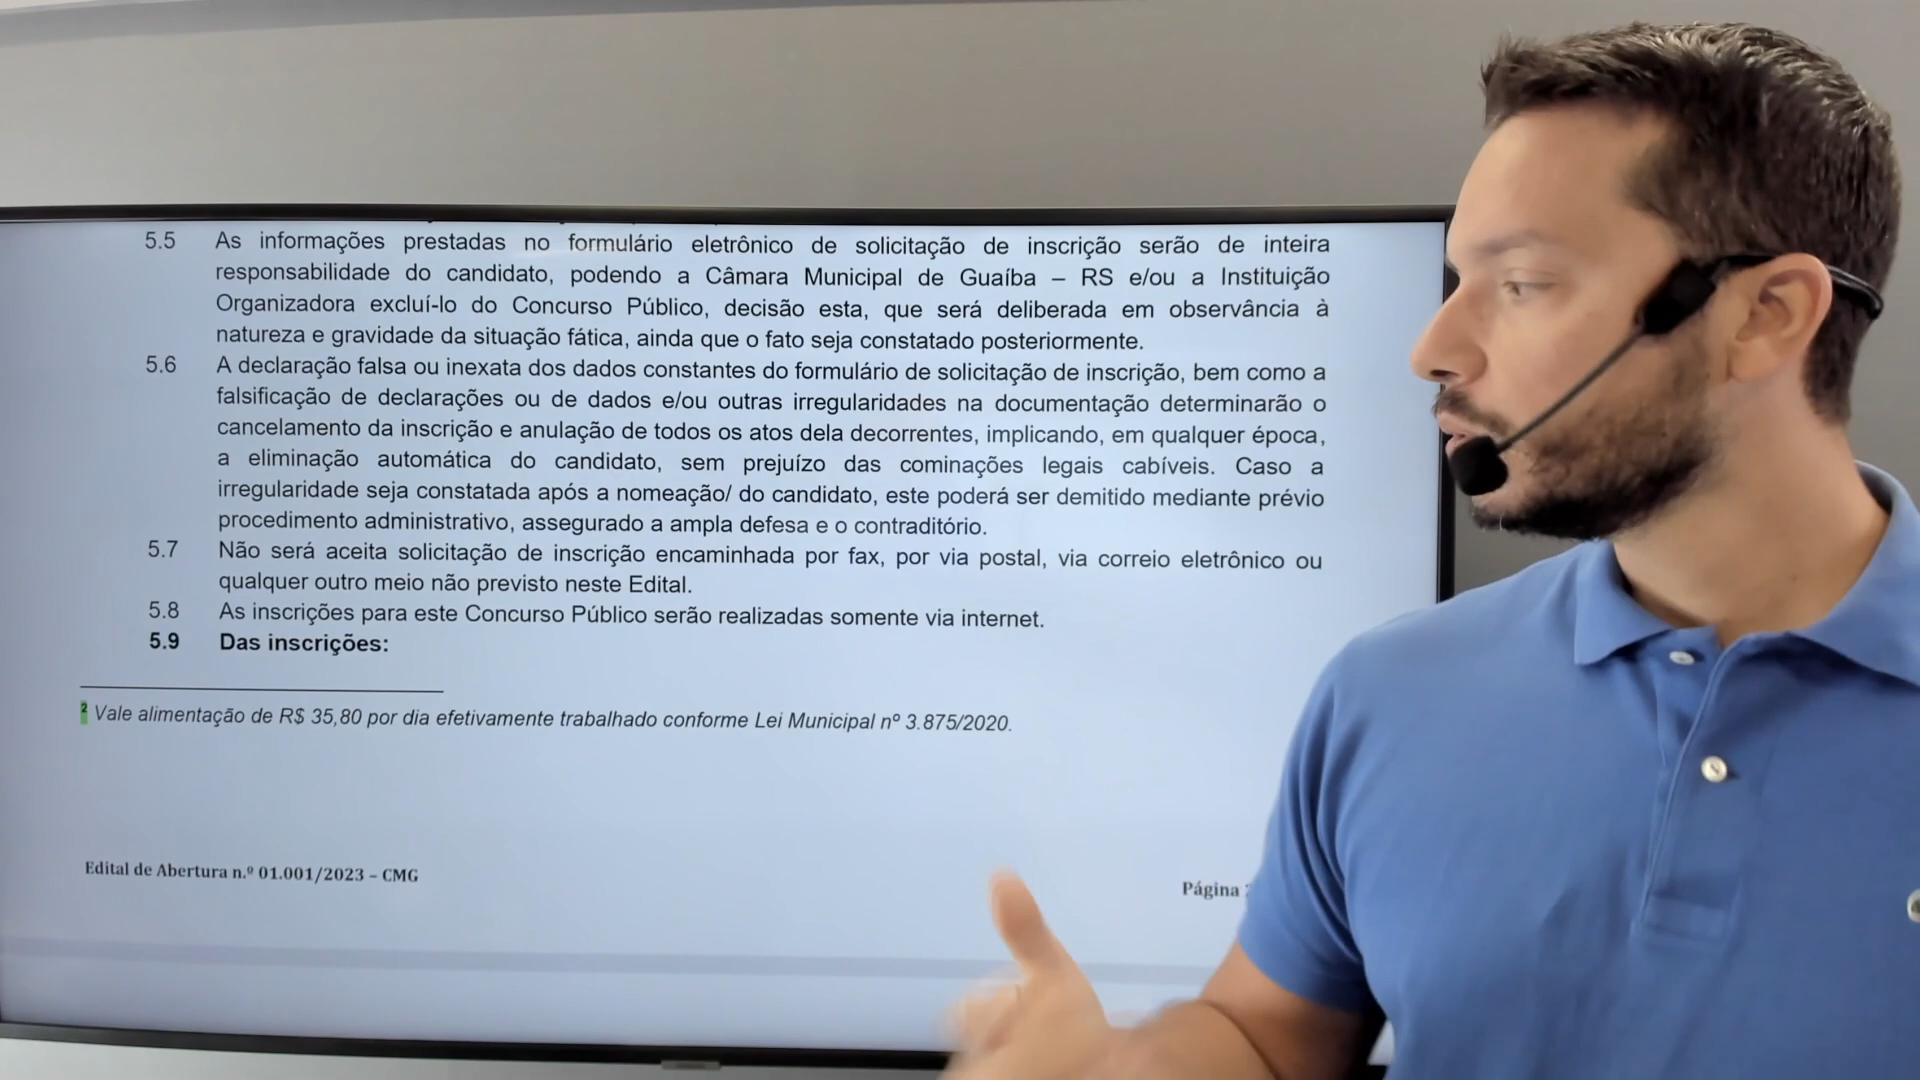 5.5 As informações prestadas no formulário eletrônico de solicitação de inscrição serão de inteira
responsabilidade do candidato, podendo a Câmara Municipal de Guaíba – RS e/ou a Instituição
Organizadora excluí-lo do Concurso Público, decisão esta, que será deliberada em observância à
natureza e gravidade da situação fática, ainda que o fato seja constatado posteriormente.
5.6 A declaração falsa ou inexata dos dados constantes do formulário de solicitação de inscrição, bem como a
falsificação de declarações ou de dados e/ou outras irregularidades na documentação determinarão o
cancelamento da inscrição e anulação de todos os atos dela decorrentes, implicando, em qualquer época,
a eliminação automática do candidato, sem prejuízo das cominações legais cabíveis. Caso a
irregularidade seja constatada após a nomeação/ do candidato, este poderá ser demitido mediante prévio
procedimento administrativo, assegurado a ampla defesa e o contraditório.
5.7 Não será aceita solicitação de inscrição encaminhada por fax, por via postal, via correio eletrônico ou
qualquer outro meio não previsto neste Edital.
5.8 As inscrições para este Concurso Público serão realizadas somente via internet.
5.9 Das inscrições:
2 Vale alimentação de R$ 35,80 por dia efetivamente trabalhado conforme Lei Municipal nº 3.875/2020.
Edital de Abertura n.º 01.001/2023 – CMG
Página